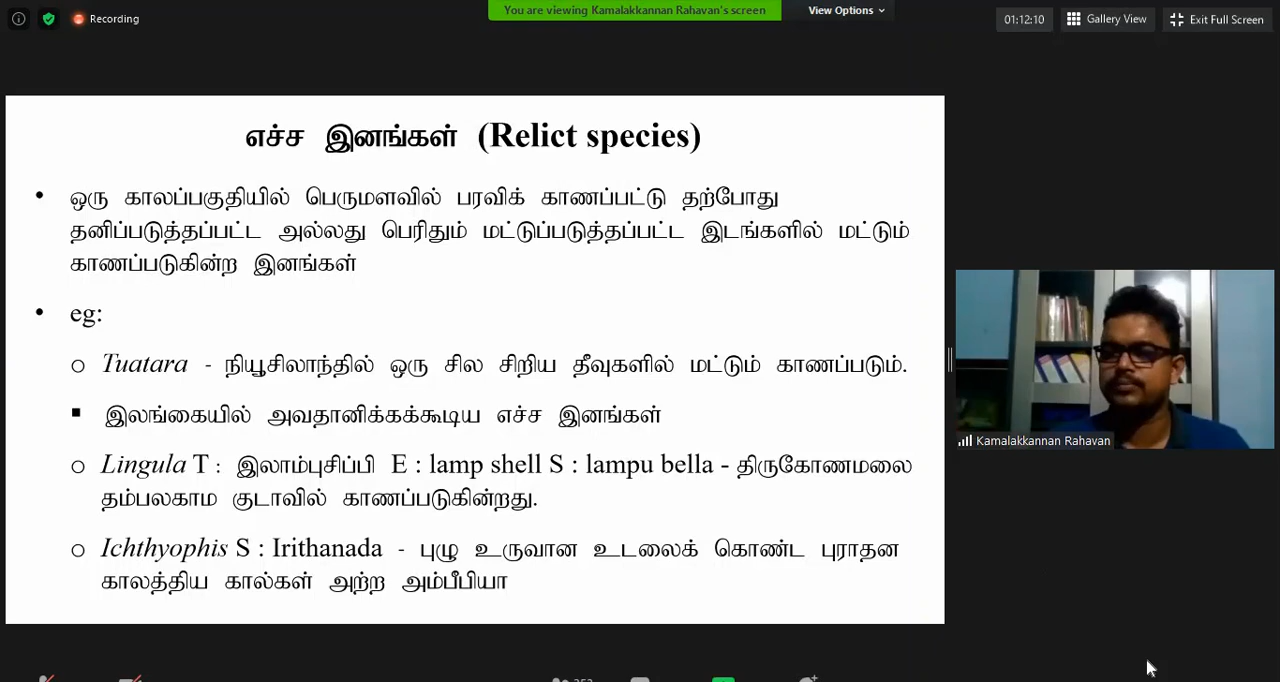 Recording
You are viewing Kamalakkannan Rahavan's screen
View Options
01:12:10
Gallery View
Exit Full Screen
எச்ச இனங்கள் (Relict species)
• ஒரு காலப்பகுதியில் பெருமளவில் பரவிக் காணப்பட்டு தற்போது
தனிப்படுத்தப்பட்ட அல்லது பெரிதும் மட்டுப்படுத்தப்பட்ட இடங்களில் மட்டும்
காணப்படுகின்ற இனங்கள்
• eg:
o Tuatara - நியூசிலாந்தில் ஒரு சில சிறிய தீவுகளில் மட்டும் காணப்படும்.
▪ இலங்கையில் அவதானிக்கக்கூடிய எச்ச இனங்கள்
o Lingula T : இலாம்புசிப்பி E : lamp shell S : lampu bella - திருகோணமலை
தம்பலகாம குடாவில் காணப்படுகின்றது.
o Ichthyophis S : Irithanada - புழு உருவான உடலைக் கொண்ட புராதன
காலத்திய கால்கள் அற்ற அம்பீபியா
Kamalakkannan Rahavan